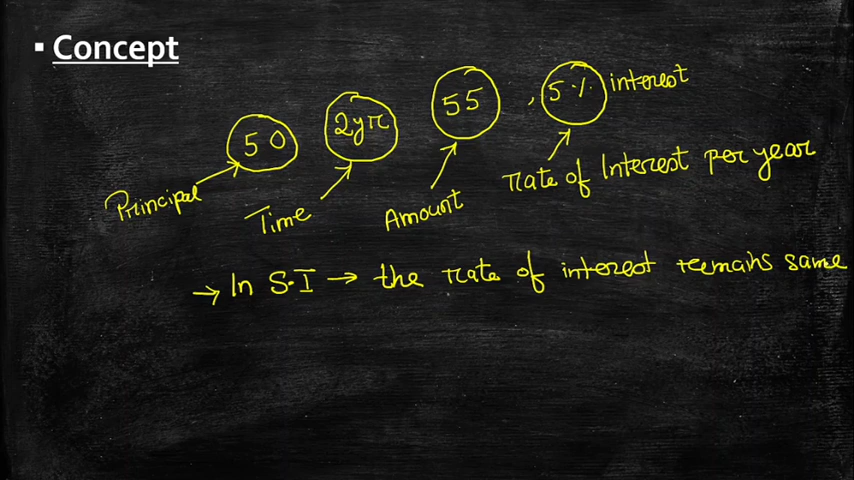 ▪ Concept
50 2yr 55 , 5% interest
Principal Time Amount rate of Interest per year
→ In S.I → the rate of interest remains same